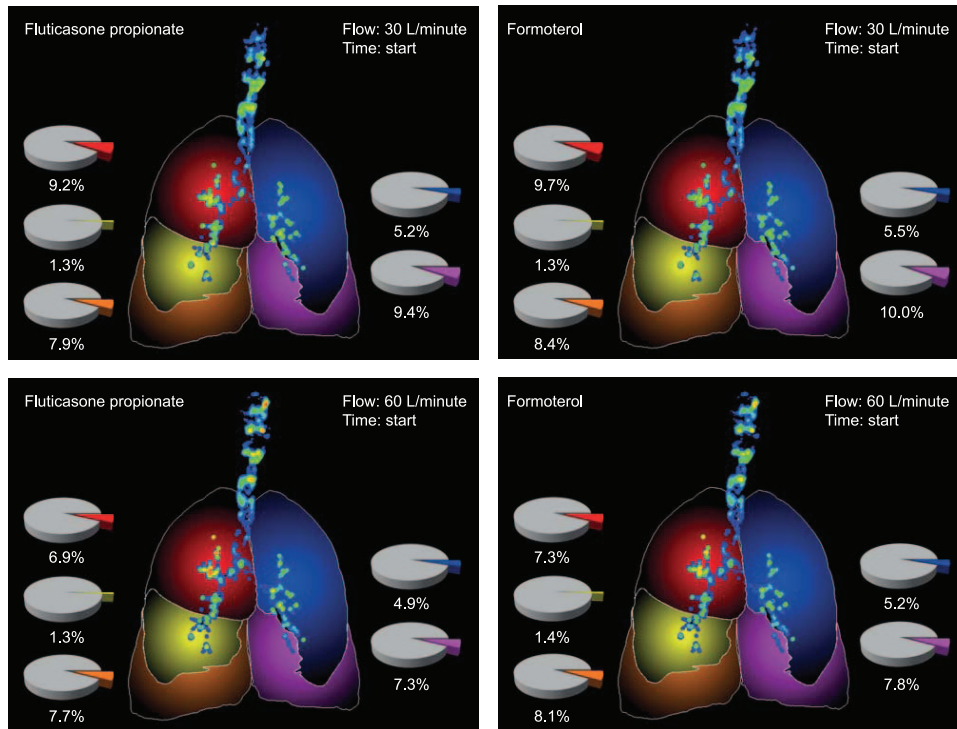 Fluticasone propionate
Flow: 30 L/minute
Time: start
9.2%
1.3%
7.9%
5.2%
9.4%
Formoterol
Flow: 30 L/minute
Time: start
9.7%
1.3%
8.4%
5.5%
10.0%
Fluticasone propionate
Flow: 60 L/minute
Time: start
6.9%
1.3%
7.7%
4.9%
7.3%
Formoterol
Flow: 60 L/minute
Time: start
7.3%
1.4%
8.1%
5.2%
7.8%